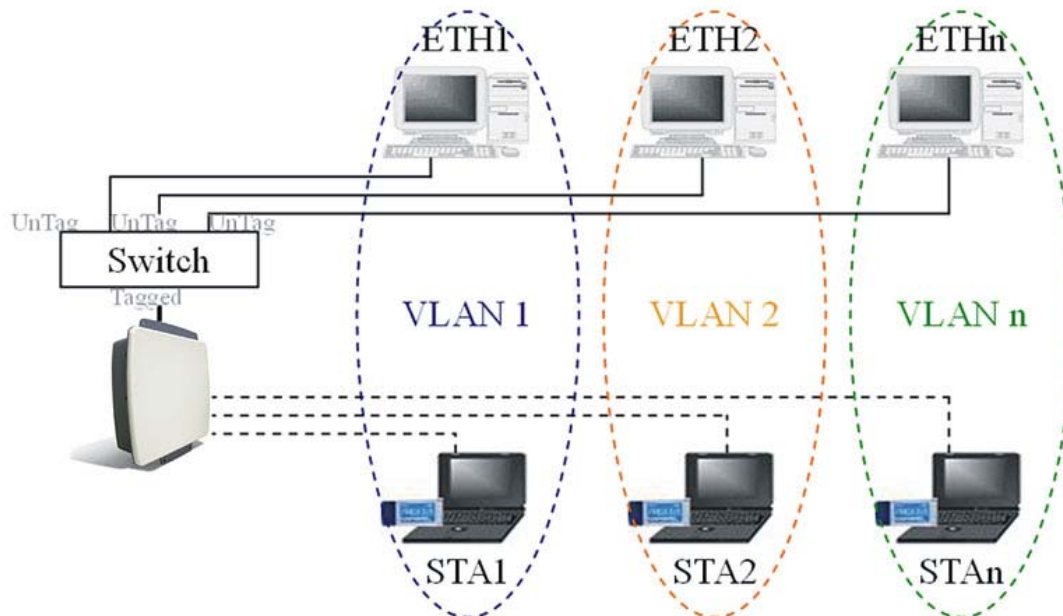 ETH1 ETH2 ETHn
UnTag UnTag UnTag
Switch
Tagged
VLAN 1 VLAN 2 VLAN n
STA1 STA2 STAn